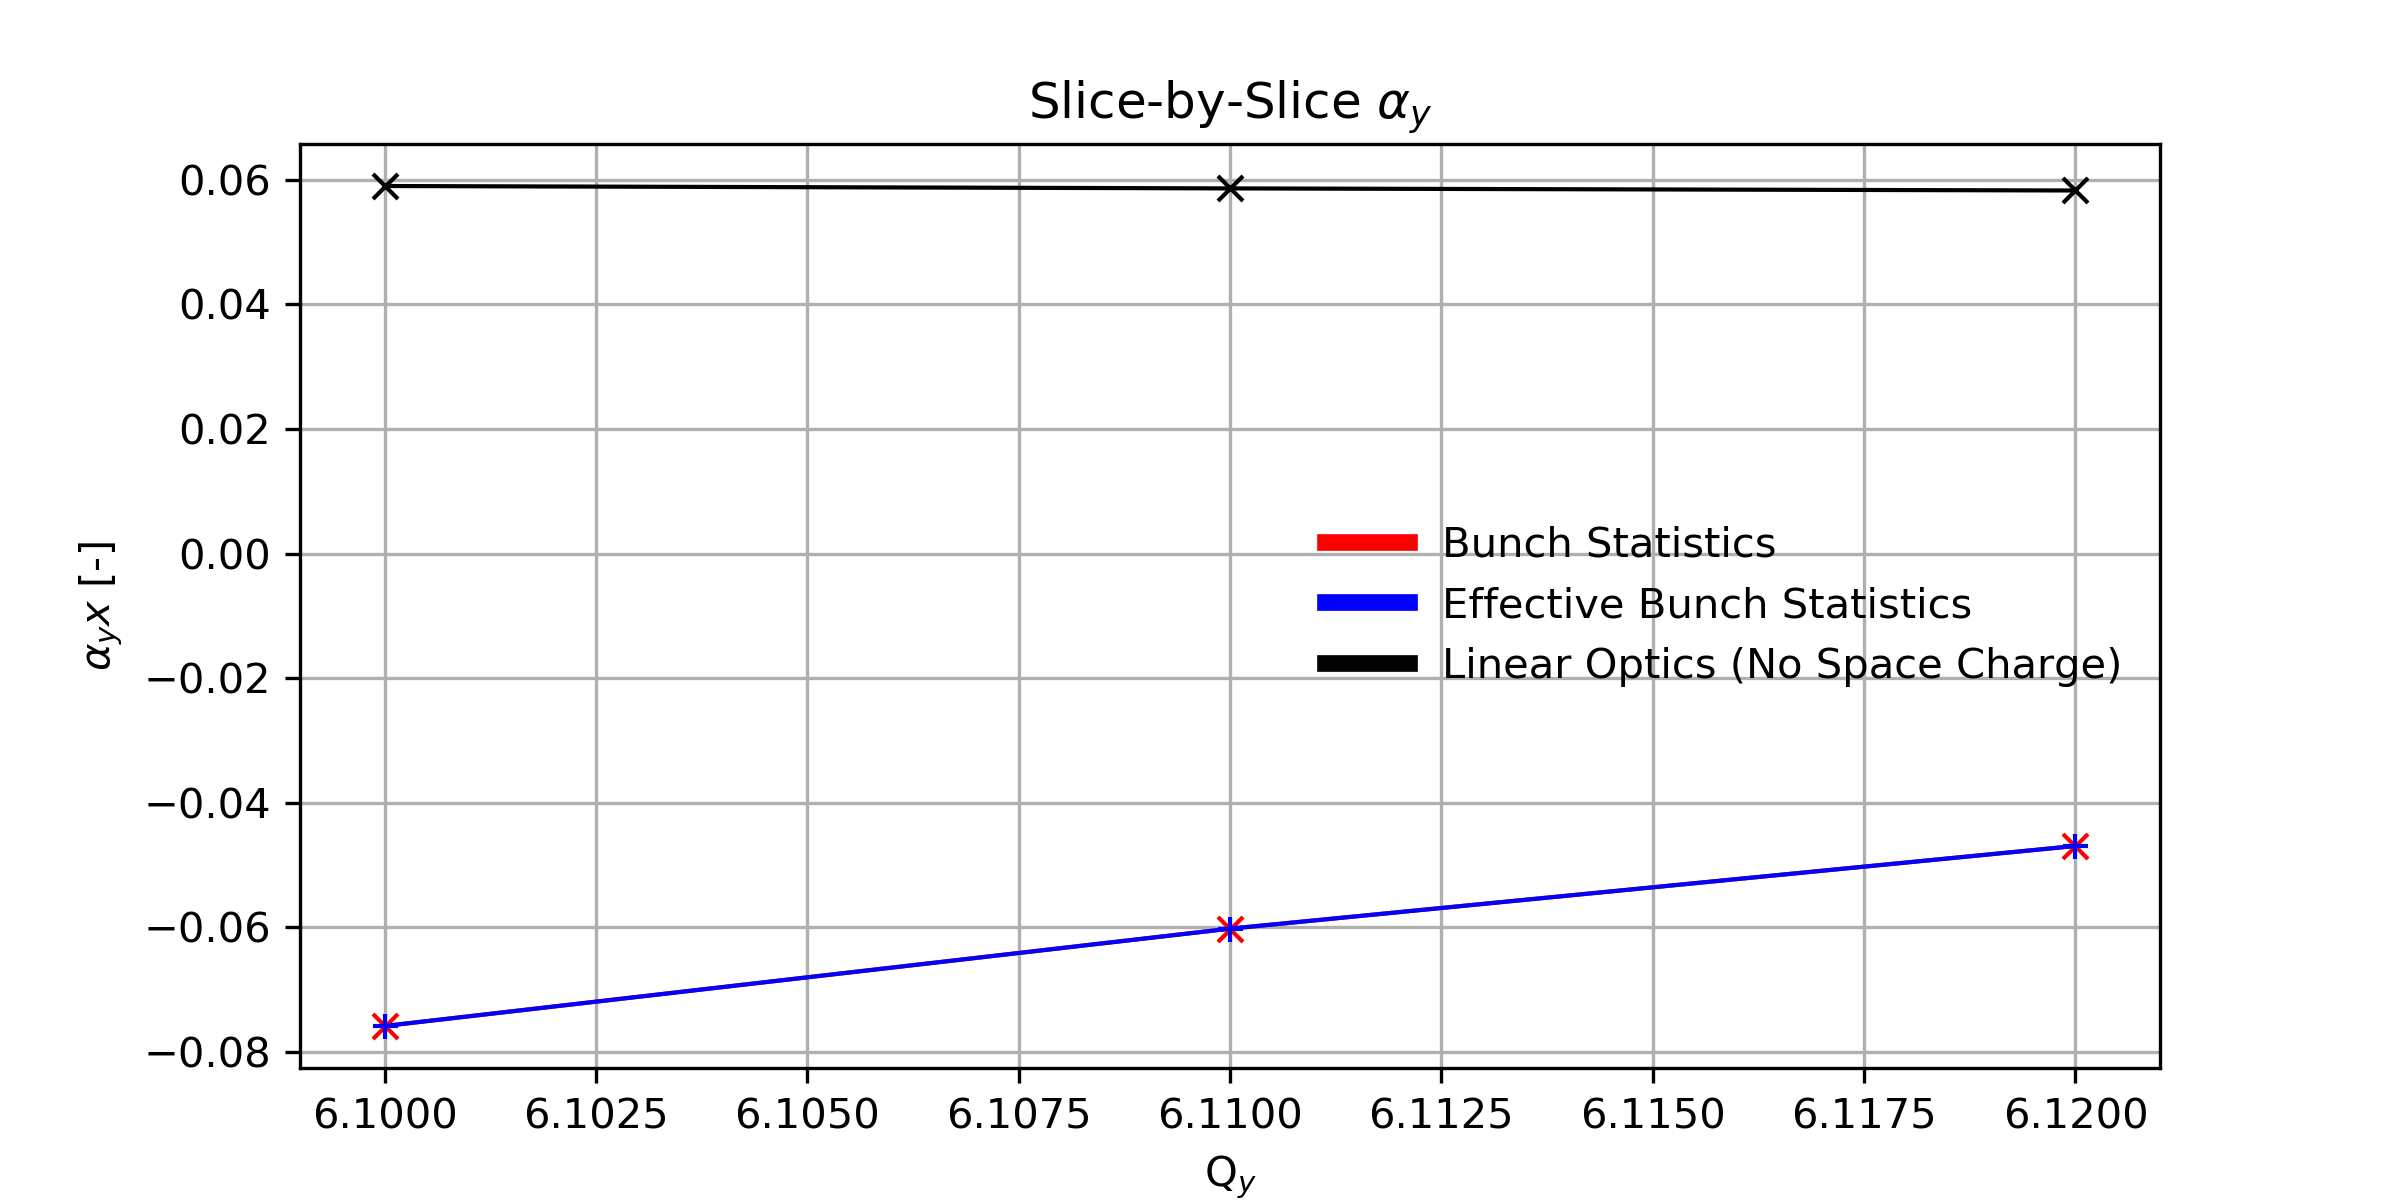 Slice-by-Slice αy
αyx [-]
0.06
0.04
0.02
0.00
−0.02
−0.04
−0.06
−0.08
Bunch Statistics
Effective Bunch Statistics
Linear Optics (No Space Charge)
6.1000 6.1025 6.1050 6.1075 6.1100 6.1125 6.1150 6.1175 6.1200
Qy